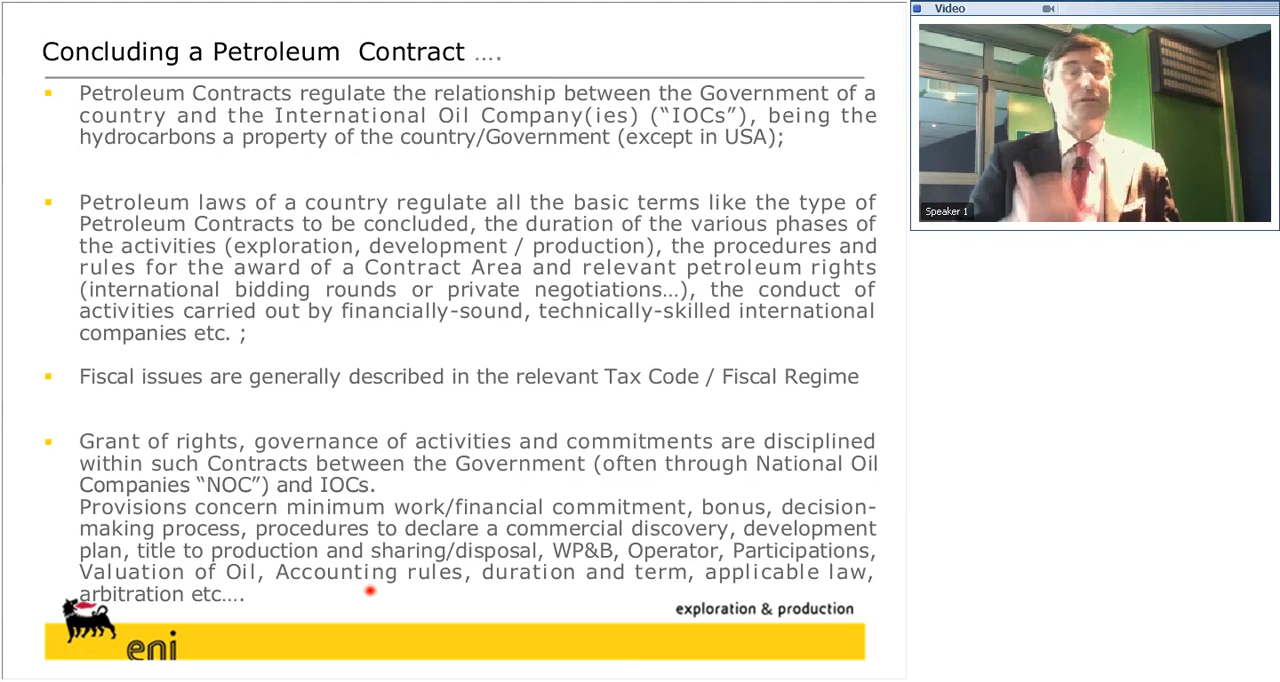 Concluding a Petroleum Contract ....
Petroleum Contracts regulate the relationship between the Government of a
country and the International Oil Company(ies) (“IOCs”), being the
hydrocarbons a property of the country/Government (except in USA);
Petroleum laws of a country regulate all the basic terms like the type of
Petroleum Contracts to be concluded, the duration of the various phases of
the activities (exploration, development / production), the procedures and
rules for the award of a Contract Area and relevant petroleum rights
(international bidding rounds or private negotiations…), the conduct of
activities carried out by financially-sound, technically-skilled international
companies etc. ;
Fiscal issues are generally described in the relevant Tax Code / Fiscal Regime
Grant of rights, governance of activities and commitments are disciplined
within such Contracts between the Government (often through National Oil
Companies “NOC”) and IOCs.
Provisions concern minimum work/financial commitment, bonus, decision-
making process, procedures to declare a commercial discovery, development
plan, title to production and sharing/disposal, WP&B, Operator, Participations,
Valuation of Oil, Accounting rules, duration and term, applicable law,
arbitration etc….
exploration & production
eni
Video
Speaker 1